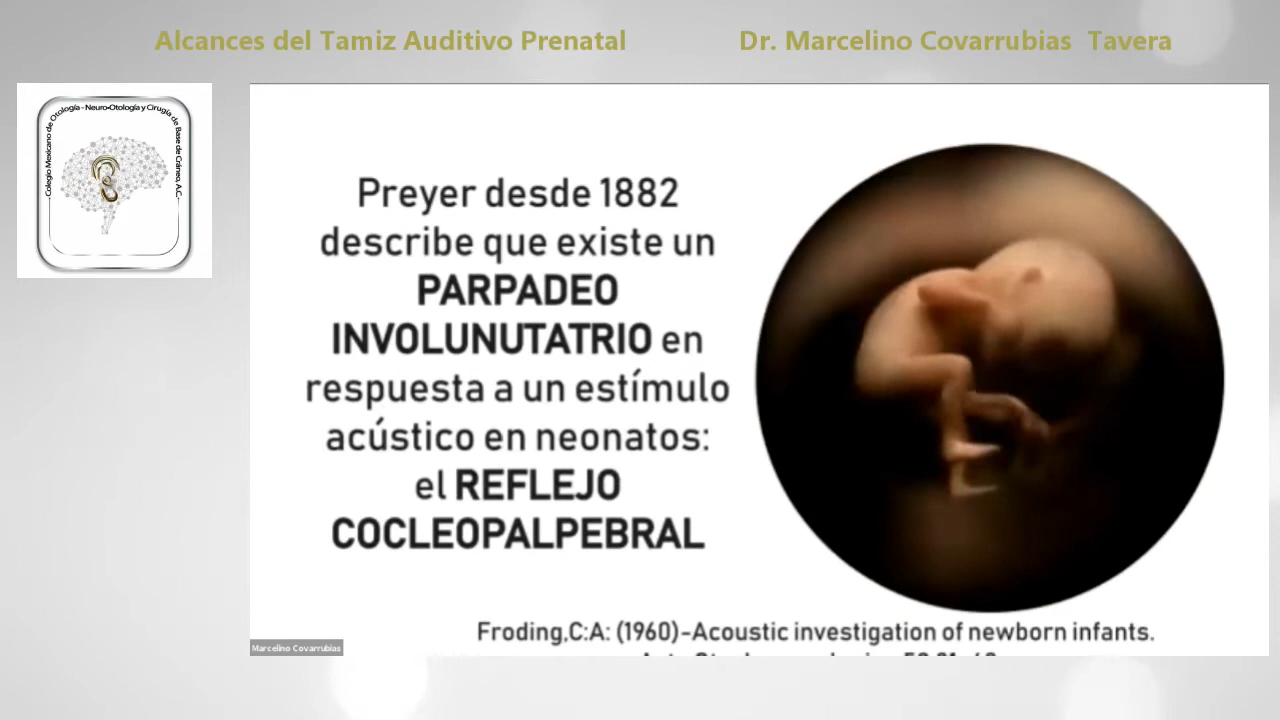 Alcances del Tamiz Auditivo Prenatal
Dr. Marcelino Covarrubias Tavera
Colegio Mexicano de Otología - Neuro-Otología y Cirugía de Base de Cráneo, A.C.
Preyer desde 1882
describe que existe un
PARPADEO
INVOLUNUTATRIO en
respuesta a un estímulo
acústico en neonatos:
el REFLEJO
COCLEOPALPEBRAL
Froding,C:A: (1960)-Acoustic investigation of newborn infants.
Marcelino Covarrubias